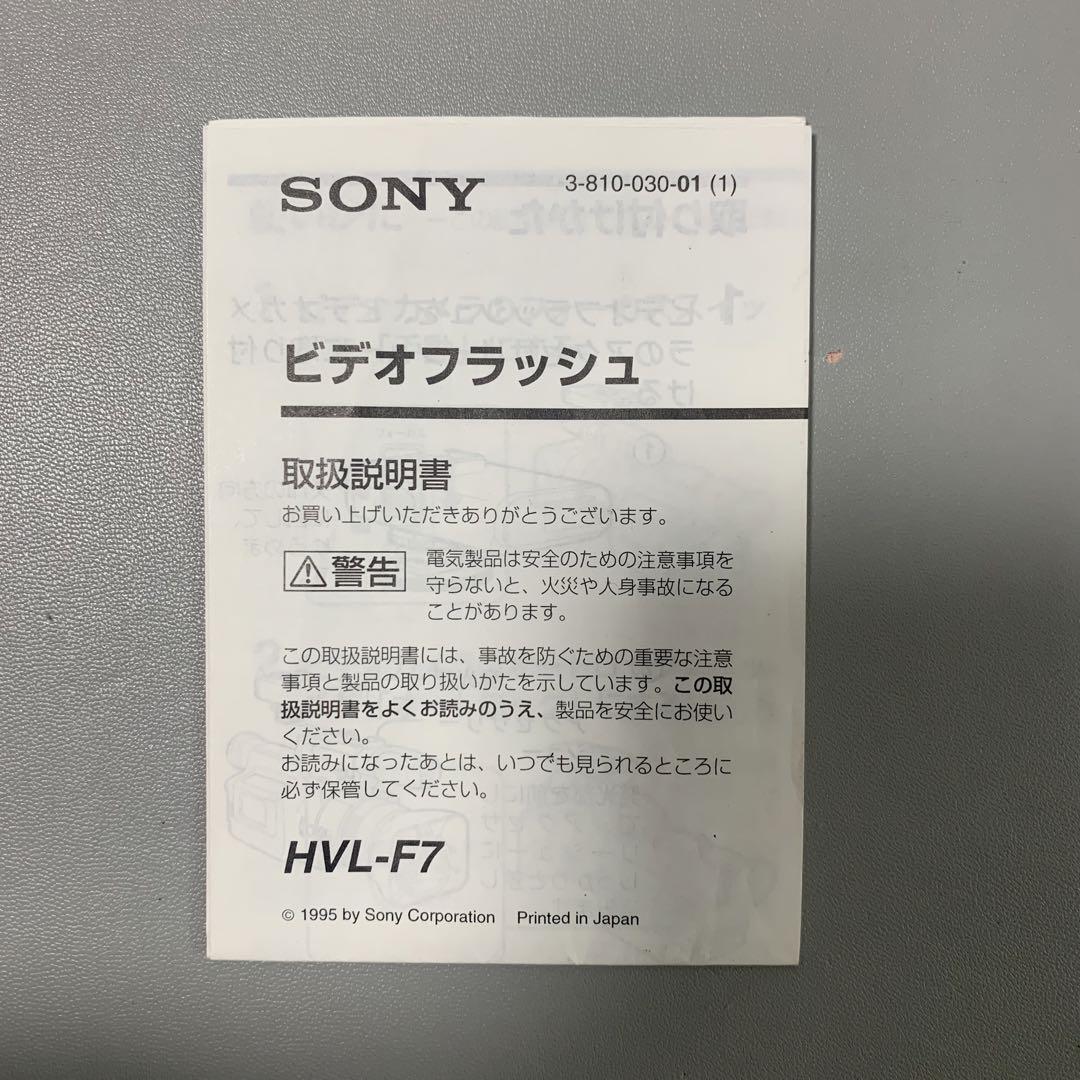 SONY
3-810-030-01 (1)
ビデオフラッシュ
取扱説明書
お買い上げいただきありがとうございます。
警告
電気製品は安全のための注意事項を
守らないと、火災や人身事故になる
ことがあります。
この取扱説明書には、事故を防ぐための重要な注意
事項と製品の取り扱いかたを示しています。この取
扱説明書をよくお読みのうえ、製品を安全にお使い
ください。
お読みになったあとは、いつでも見られるところに
必ず保管してください。
HVL-F7
© 1995 by Sony Corporation Printed in Japan